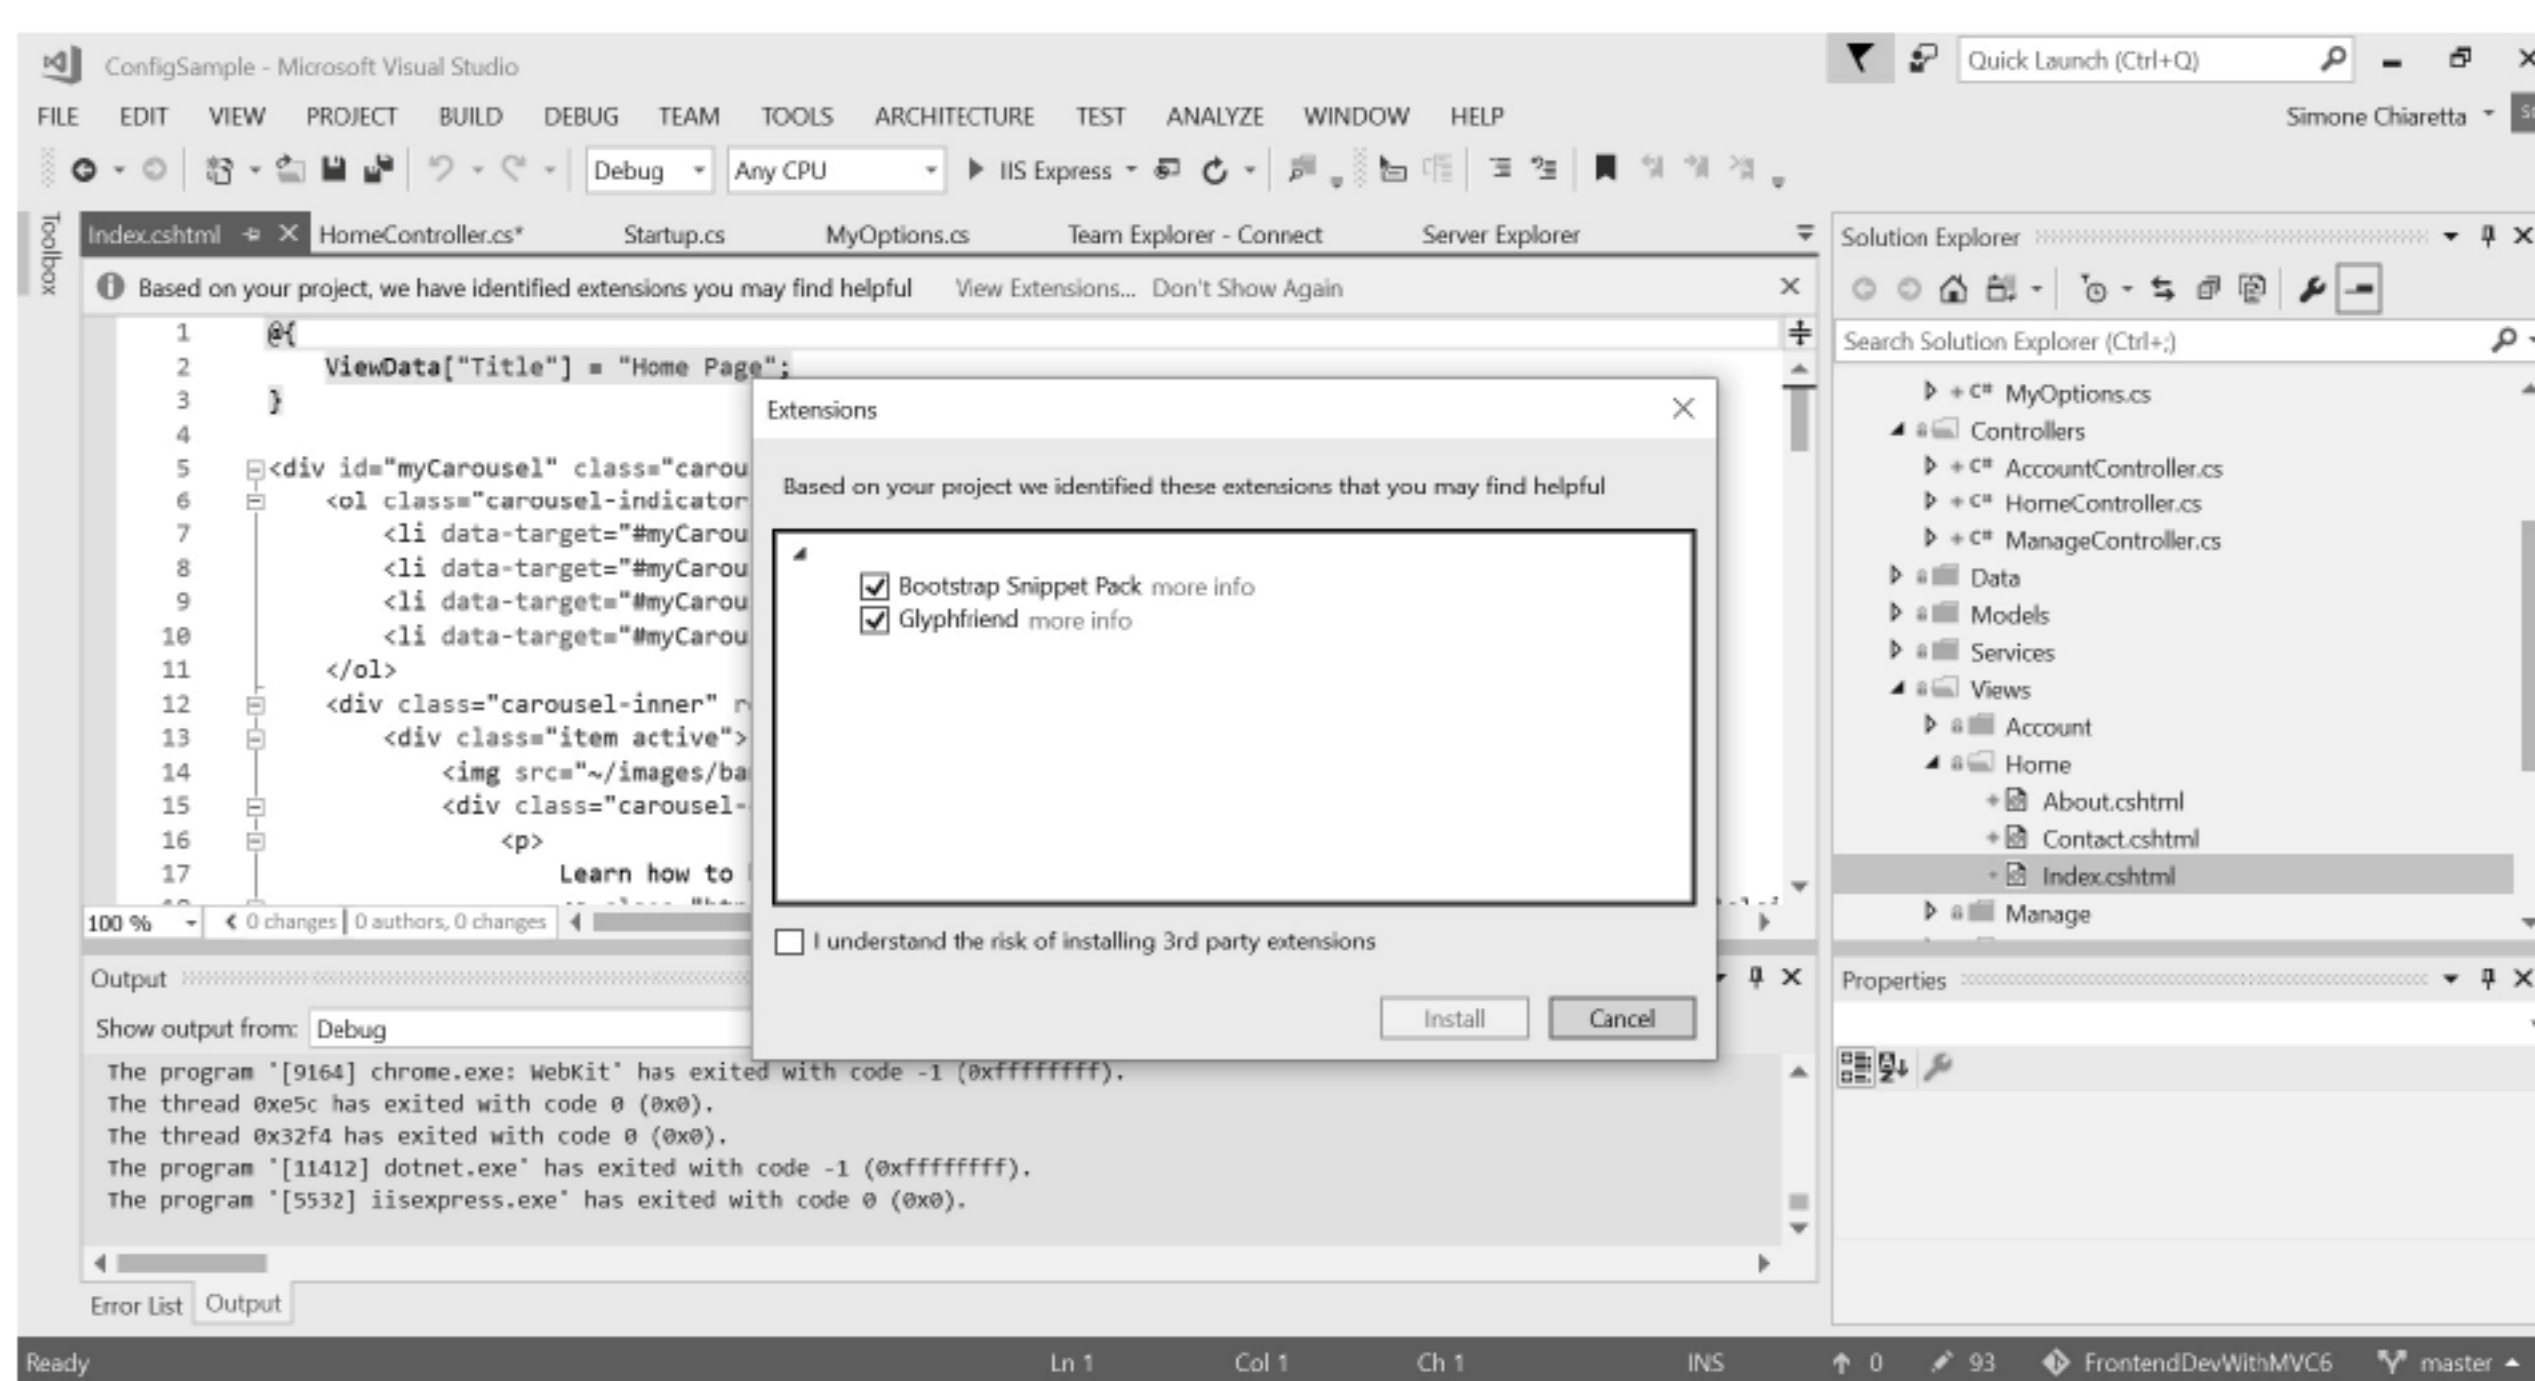 ConfigSample - Microsoft Visual Studio
Quick Launch (Ctrl+Q)
FILE EDIT VIEW PROJECT BUILD DEBUG TEAM TOOLS ARCHITECTURE TEST ANALYZE WINDOW HELP
Simone Chiaretta
Debug Any CPU IIS Express
Toolbox
Index.cshtml HomeController.cs* Startup.cs MyOptions.cs Team Explorer - Connect Server Explorer
Based on your project, we have identified extensions you may find helpful View Extensions... Don't Show Again
1 @{
2 ViewData["Title"] = "Home Page";
3 }
4
5 <div id="myCarousel" class="carou
6 <ol class="carousel-indicator
7 <li data-target="#myCarou
8 <li data-target="#myCarou
9 <li data-target="#myCarou
10 <li data-target="#myCarou
11 </ol>
12 <div class="carousel-inner" r
13 <div class="item active">
14 <img src="~/images/ba
15 <div class="carousel-
16 <p>
17 Learn how to
100 % 0 changes | 0 authors, 0 changes
Extensions
Based on your project we identified these extensions that you may find helpful
Bootstrap Snippet Pack more info
Glyphfriend more info
I understand the risk of installing 3rd party extensions
Install Cancel
Output
Show output from: Debug
The program '[9164] chrome.exe: WebKit' has exited with code -1 (0xffffffff).
The thread 0xe5c has exited with code 0 (0x0).
The thread 0x32f4 has exited with code 0 (0x0).
The program '[11412] dotnet.exe' has exited with code -1 (0xffffffff).
The program '[5532] iisexpress.exe' has exited with code 0 (0x0).
Error List Output
Solution Explorer
Search Solution Explorer (Ctrl+;)
C# MyOptions.cs
Controllers
C# AccountController.cs
C# HomeController.cs
C# ManageController.cs
Data
Models
Services
Views
Account
Home
About.cshtml
Contact.cshtml
Index.cshtml
Manage
Properties
Ready Ln 1 Col 1 Ch 1 INS 0 93 FrontendDevWithMVC6 master